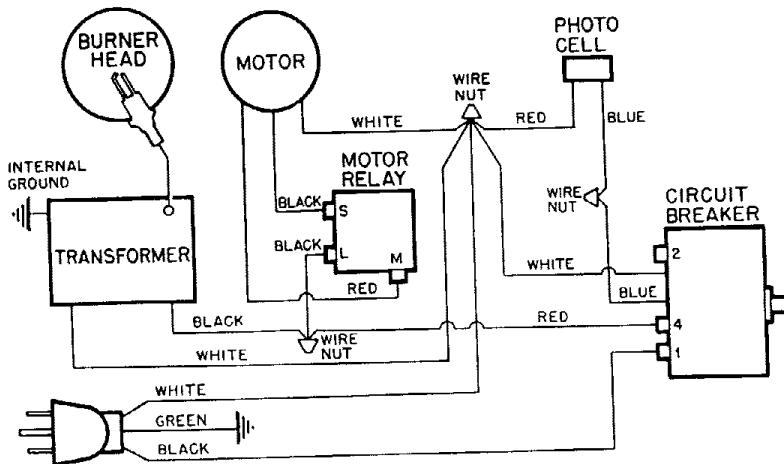 BURNER
HEAD
MOTOR
PHOTO
CELL
WIRE
NUT
WHITE
RED
BLUE
INTERNAL
GROUND
MOTOR
RELAY
BLACK
S
WIRE
NUT
CIRCUIT
BREAKER
TRANSFORMER
BLACK
L
M
2
WHITE
RED
BLUE
BLACK
RED
4
WIRE
NUT
WHITE
1
WHITE
GREEN
BLACK